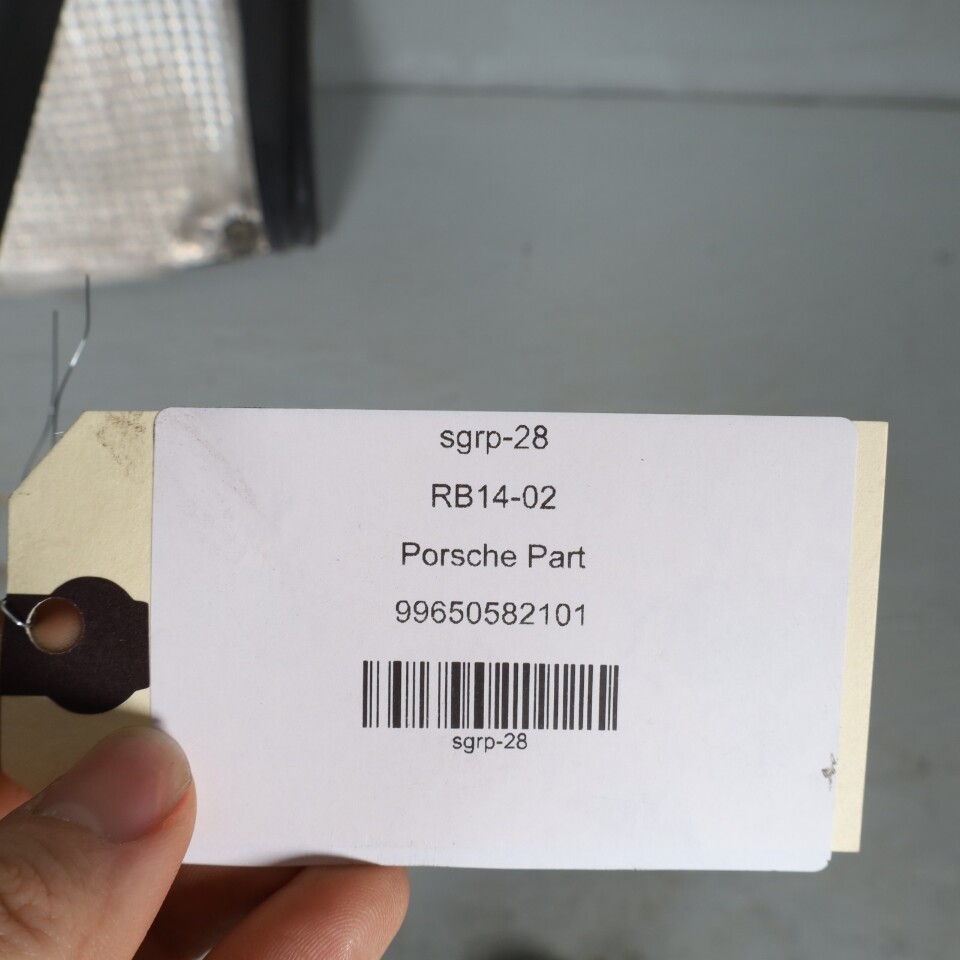 sgrp-28
RB14-02
Porsche Part
99650582101
sgrp-28